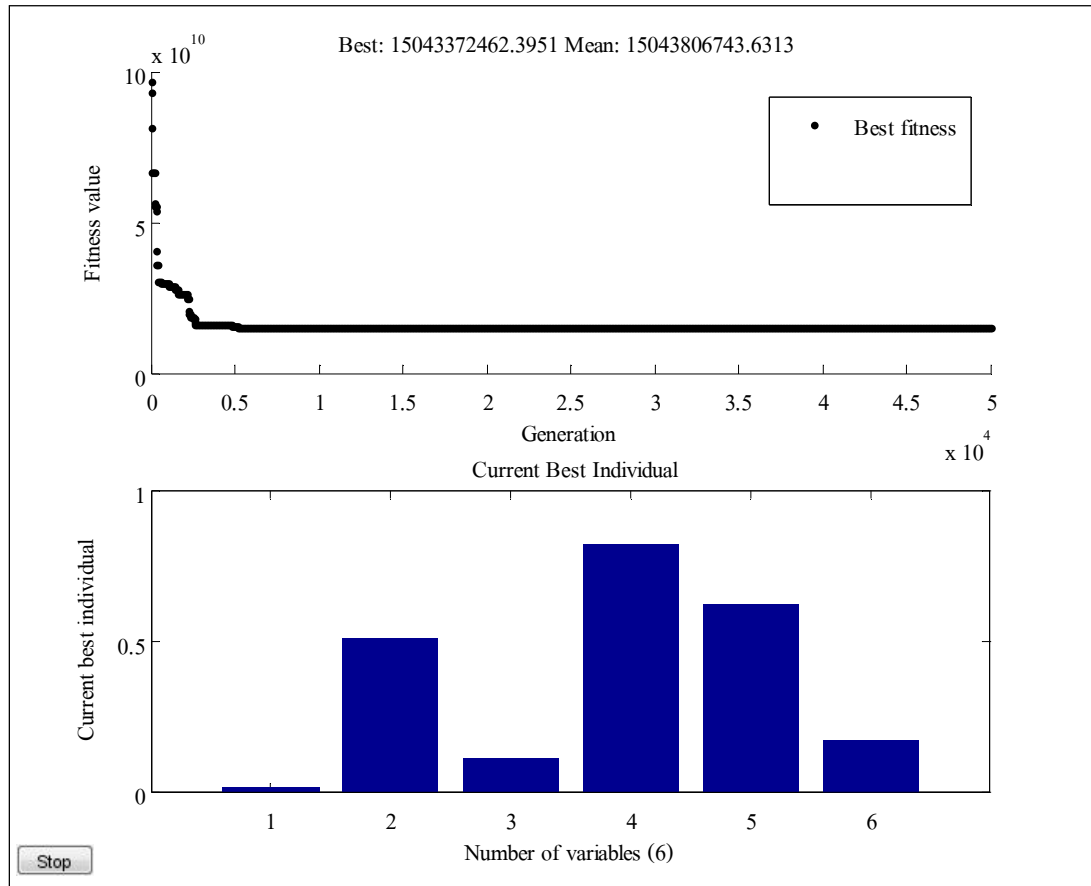 Best: 15043372462.3951 Mean: 15043806743.6313
x 10^10
10
5
0
Fitness value
Best fitness
0 0.5 1 1.5 2 2.5 3 3.5 4 4.5 5
Generation
x 10^4
Current Best Individual
1
0.5
0
Current best individual
1 2 3 4 5 6
Number of variables (6)
Stop